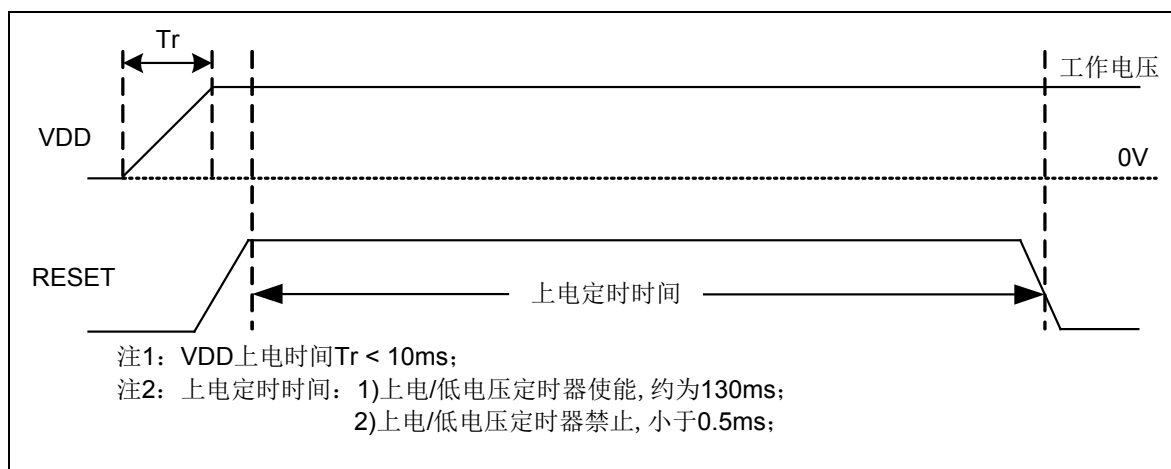 Tr
工作电压
VDD
0V
RESET
上电定时时间
注1：VDD上电时间Tr < 10ms；
注2：上电定时时间：1)上电/低电压定时器使能, 约为130ms；
2)上电/低电压定时器禁止, 小于0.5ms；